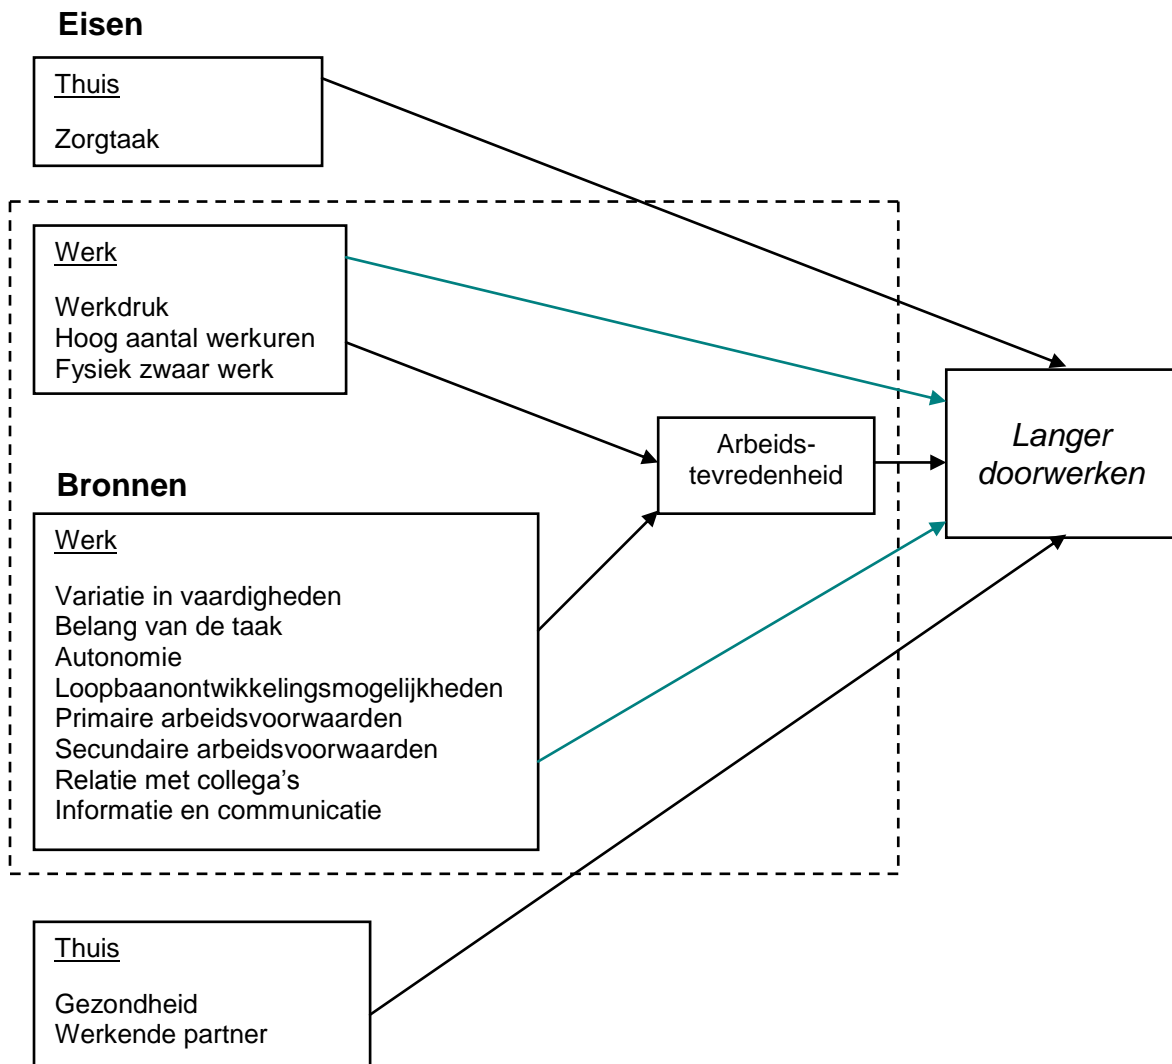 Eisen
Thuis
Zorgtaak
Werk
Werkdruk
Hoog aantal werkuren
Fysiek zwaar werk
Arbeids-
tevredenheid
Langer
doorwerken
Bronnen
Werk
Variatie in vaardigheden
Belang van de taak
Autonomie
Loopbaanontwikkelingsmogelijkheden
Primaire arbeidsvoorwaarden
Secundaire arbeidsvoorwaarden
Relatie met collega’s
Informatie en communicatie
Thuis
Gezondheid
Werkende partner